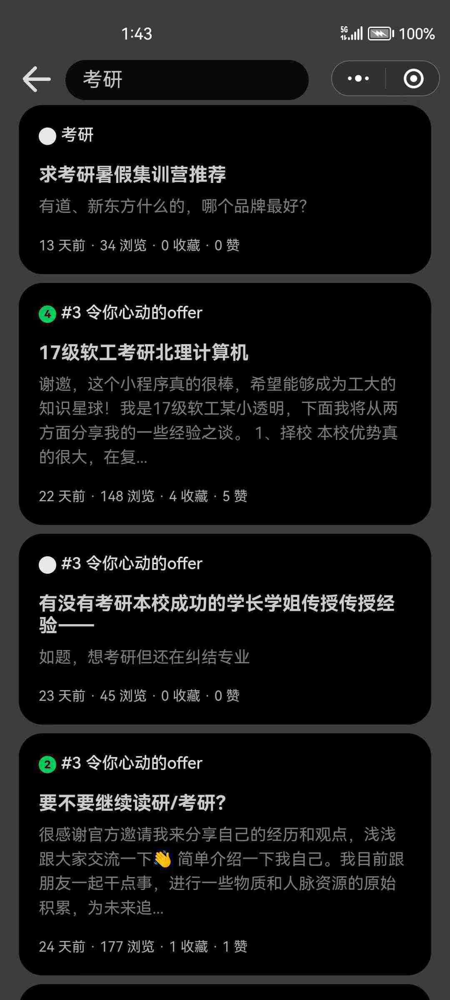 1:43
5G
100%
考研
考研
求考研暑假集训营推荐
有道、新东方什么的，哪个品牌最好？
13 天前 · 34 浏览 · 0 收藏 · 0 赞
4 #3 令你心动的offer
17级软工考研北理计算机
谢邀，这个小程序真的很棒，希望能够成为工大的
知识星球！我是17级软工某小透明，下面我将从两
方面分享我的一些经验之谈。 1、择校 本校优势真
的很大，在复...
22 天前 · 148 浏览 · 4 收藏 · 5 赞
#3 令你心动的offer
有没有考研本校成功的学长学姐传授传授经
验——
如题，想考研但还在纠结专业
23 天前 · 45 浏览 · 0 收藏 · 0 赞
2 #3 令你心动的offer
要不要继续读研/考研？
很感谢官方邀请我来分享自己的经历和观点，浅浅
跟大家交流一下👋 简单介绍一下我自己。我目前跟
朋友一起干点事，进行一些物质和人脉资源的原始
积累，为未来追...
24 天前 · 177 浏览 · 1 收藏 · 1 赞